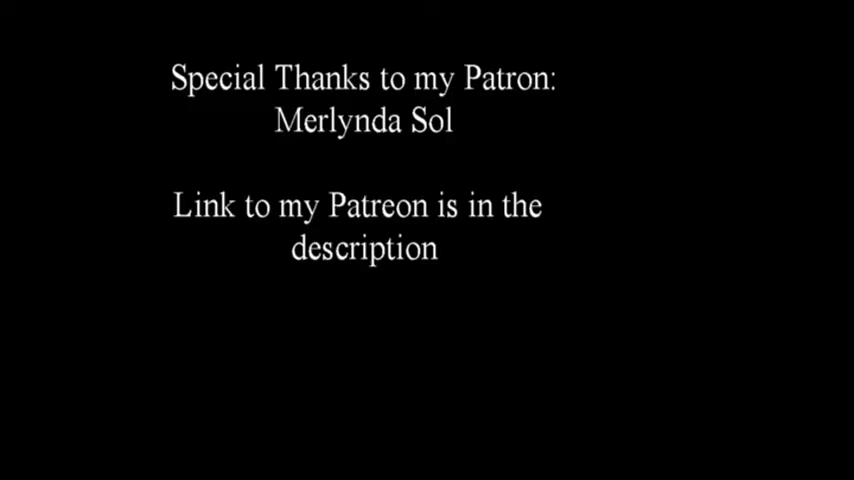 Special Thanks to my Patron:
Merlynda Sol
Link to my Patreon is in the
description